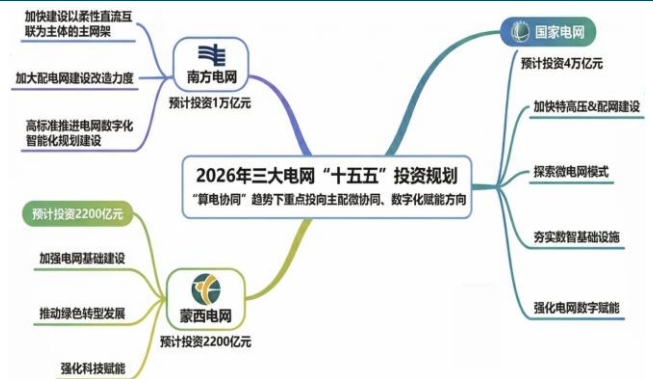 2026年三大电网“十五五”投资规划
“算电协同”趋势下重点投向主配微协同、数字化赋能方向
南方电网
预计投资1万亿元
加快建设以柔性直流互
联为主体的主网架
加大配电网建设改造力度
高标准推进电网数字化
智能化规划建设
国家电网
预计投资4万亿元
加快特高压&配网建设
探索微电网模式
夯实数智基础设施
强化电网数字赋能
蒙西电网
预计投资2200亿元
预计投资2200亿元
加强电网基础建设
推动绿色转型发展
强化科技赋能